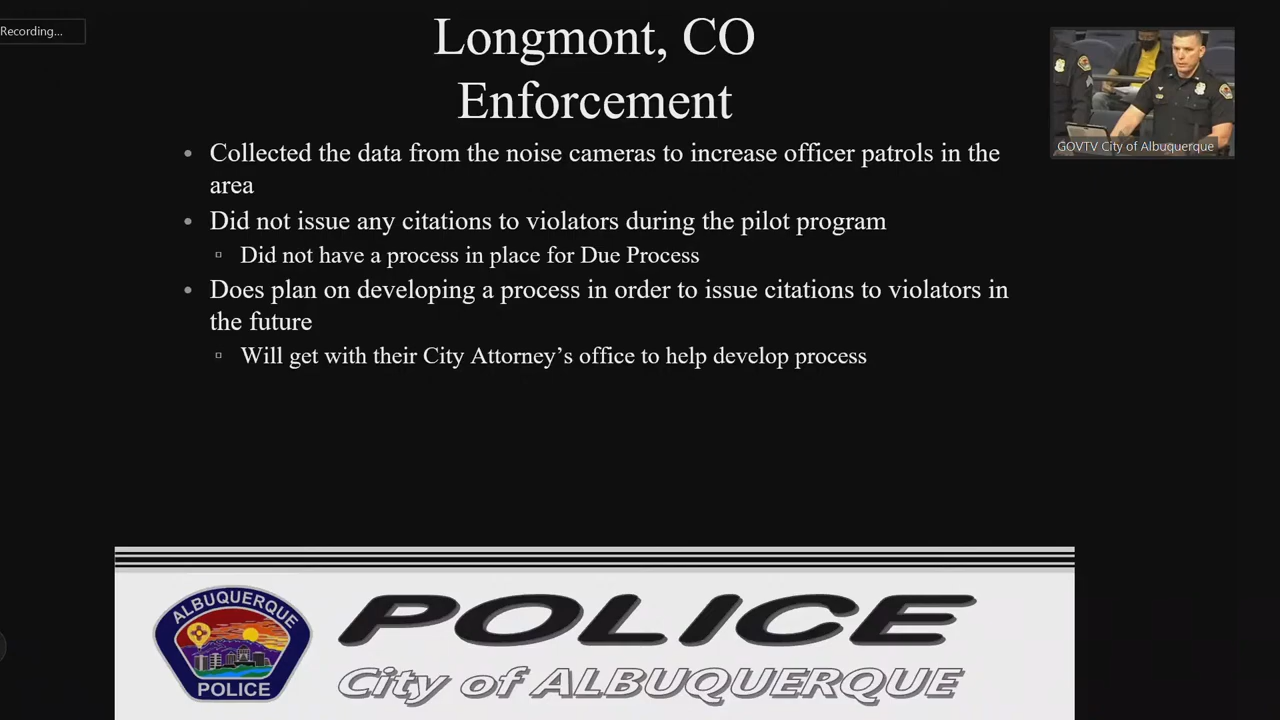 Recording...
Longmont, CO
Enforcement
• Collected the data from the noise cameras to increase officer patrols in the
area
• Did not issue any citations to violators during the pilot program
▫ Did not have a process in place for Due Process
• Does plan on developing a process in order to issue citations to violators in
the future
▫ Will get with their City Attorney’s office to help develop process
GOVTV City of Albuquerque
ALBUQUERQUE
POLICE
POLICE
City of ALBUQUERQUE